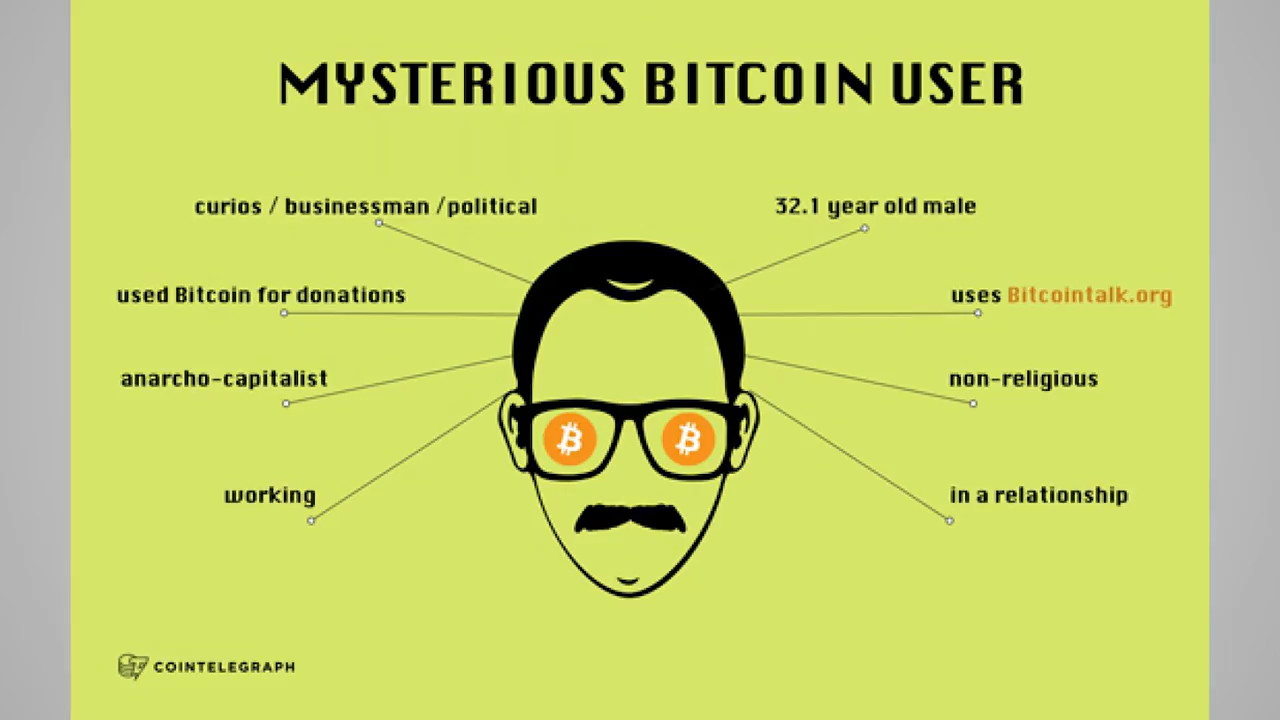 MYSTERIOUS BITCOIN USER
curios / businessman /political
32.1 year old male
used Bitcoin for donations
uses Bitcointalk.org
anarcho-capitalist
non-religious
working
in a relationship
COINTELEGRAPH